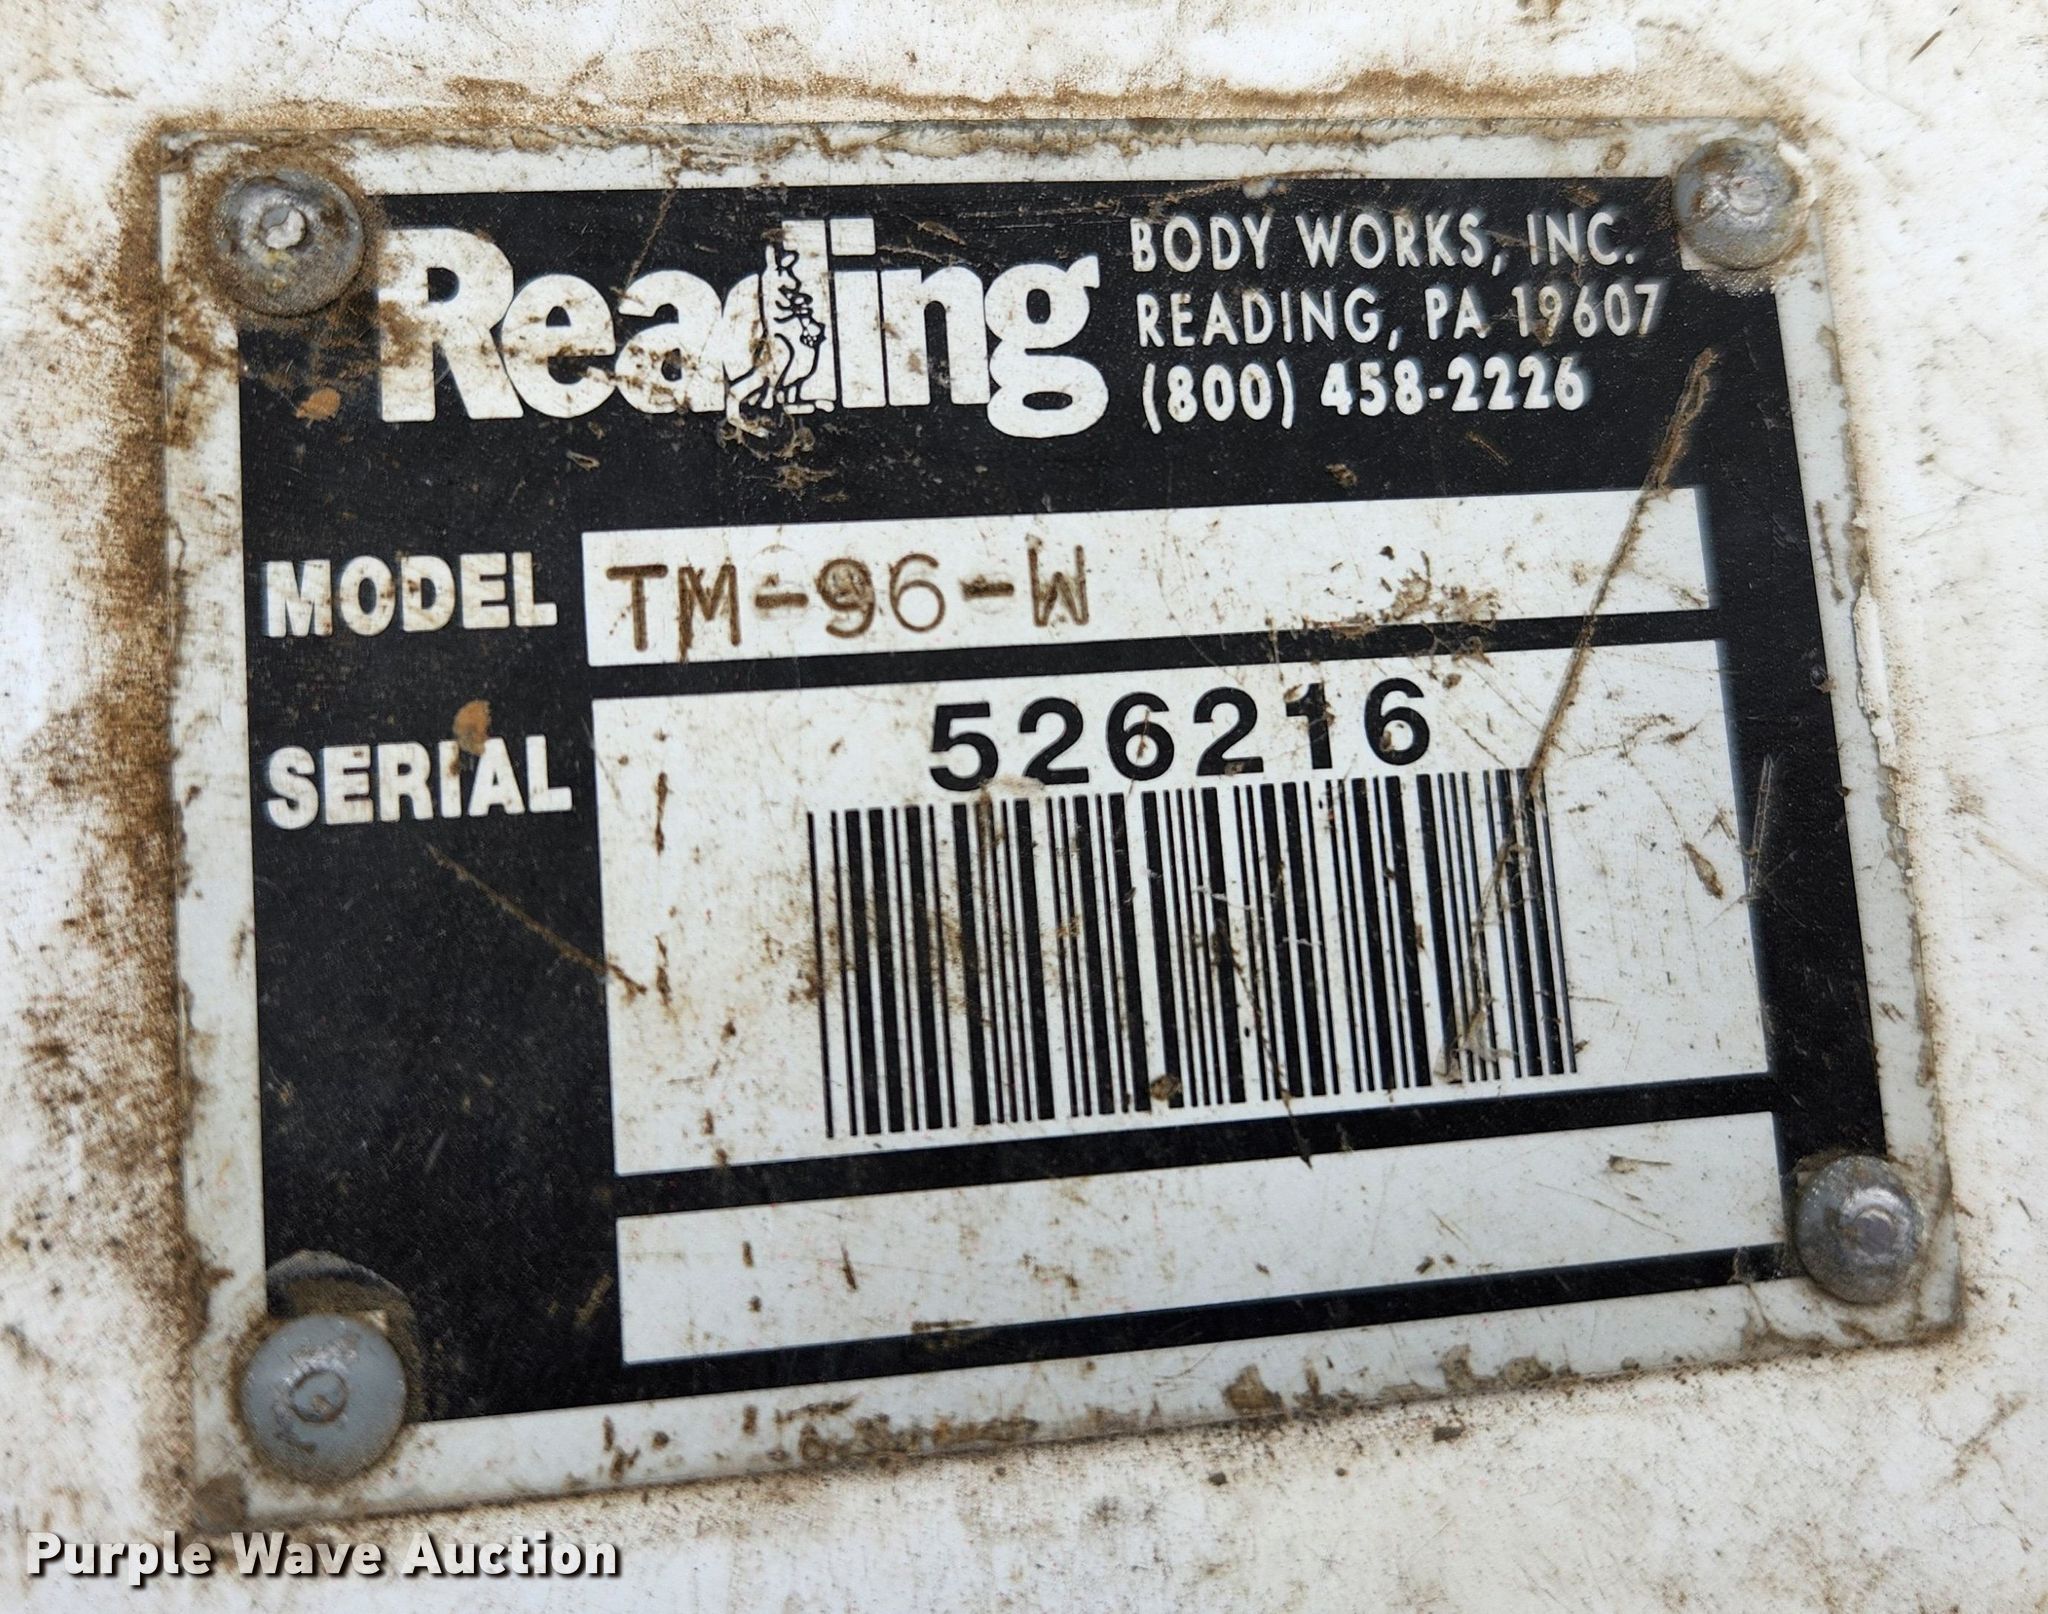 Reading
BODY WORKS, INC.
READING, PA 19607
(800) 458-2226
MODEL TM-96-W
SERIAL 526216
Purple Wave Auction